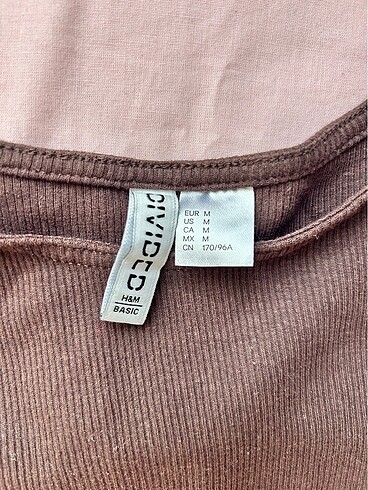 DIVIDED
H&M
BASIC
EUR M
US M
CA M
MX M
CN 170/96A